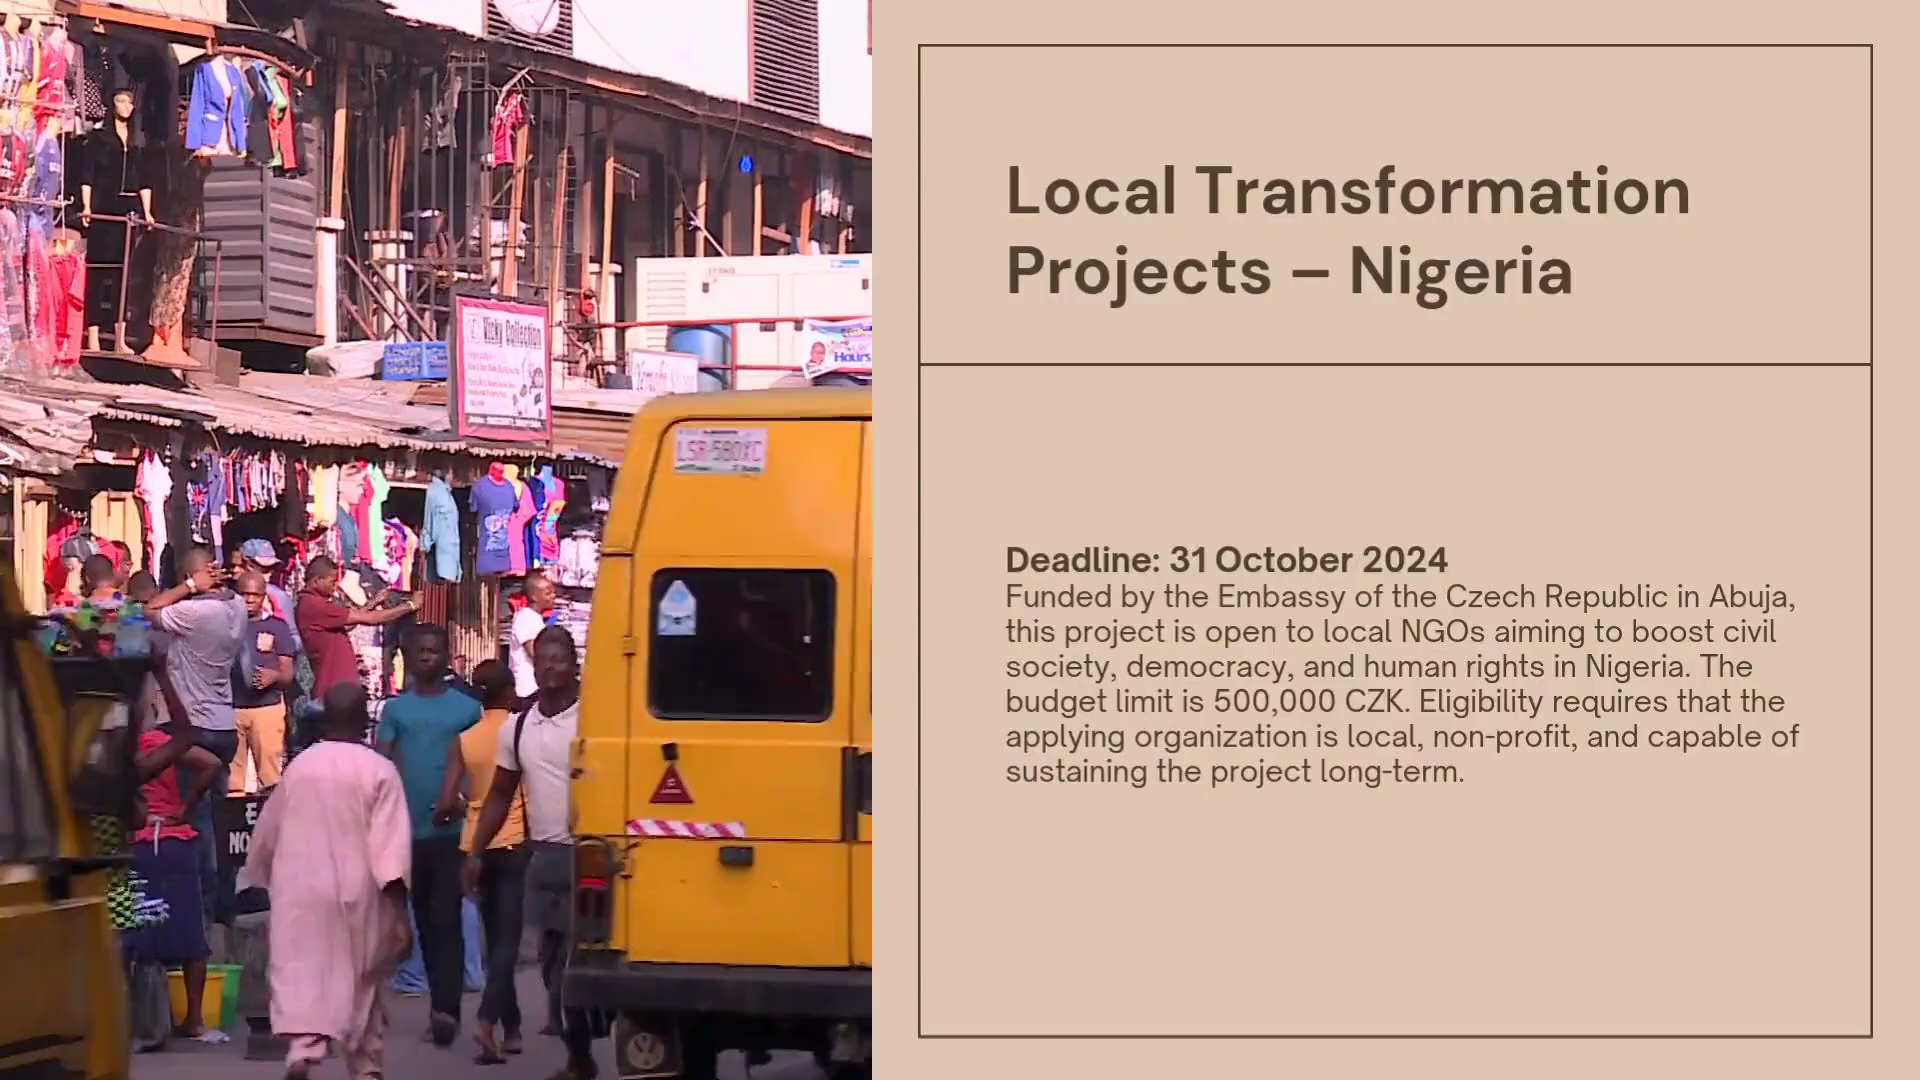 Local Transformation
Projects – Nigeria
Deadline: 31 October 2024
Funded by the Embassy of the Czech Republic in Abuja,
this project is open to local NGOs aiming to boost civil
society, democracy, and human rights in Nigeria. The
budget limit is 500,000 CZK. Eligibility requires that the
applying organization is local, non-profit, and capable of
sustaining the project long-term.
Vicky Collection
Hours
LSR-580XC
NO